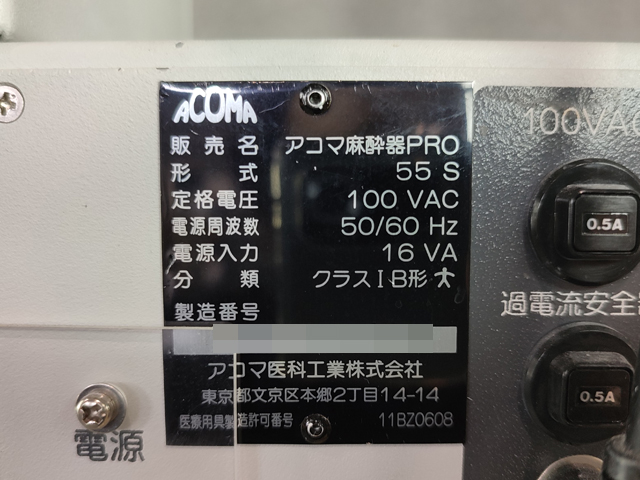 ACOMA
販売名 アコマ麻酔器PRO
形式 55 S
定格電圧 100 VAC
電源周波数 50/60 Hz
電源入力 16 VA
分類 クラスⅠB形
製造番号
アコマ医科工業株式会社
東京都文京区本郷2丁目14-14
医療用具製造許可番号 11BZ0608
100VAC
0.5A
過電流安全
0.5A
電源